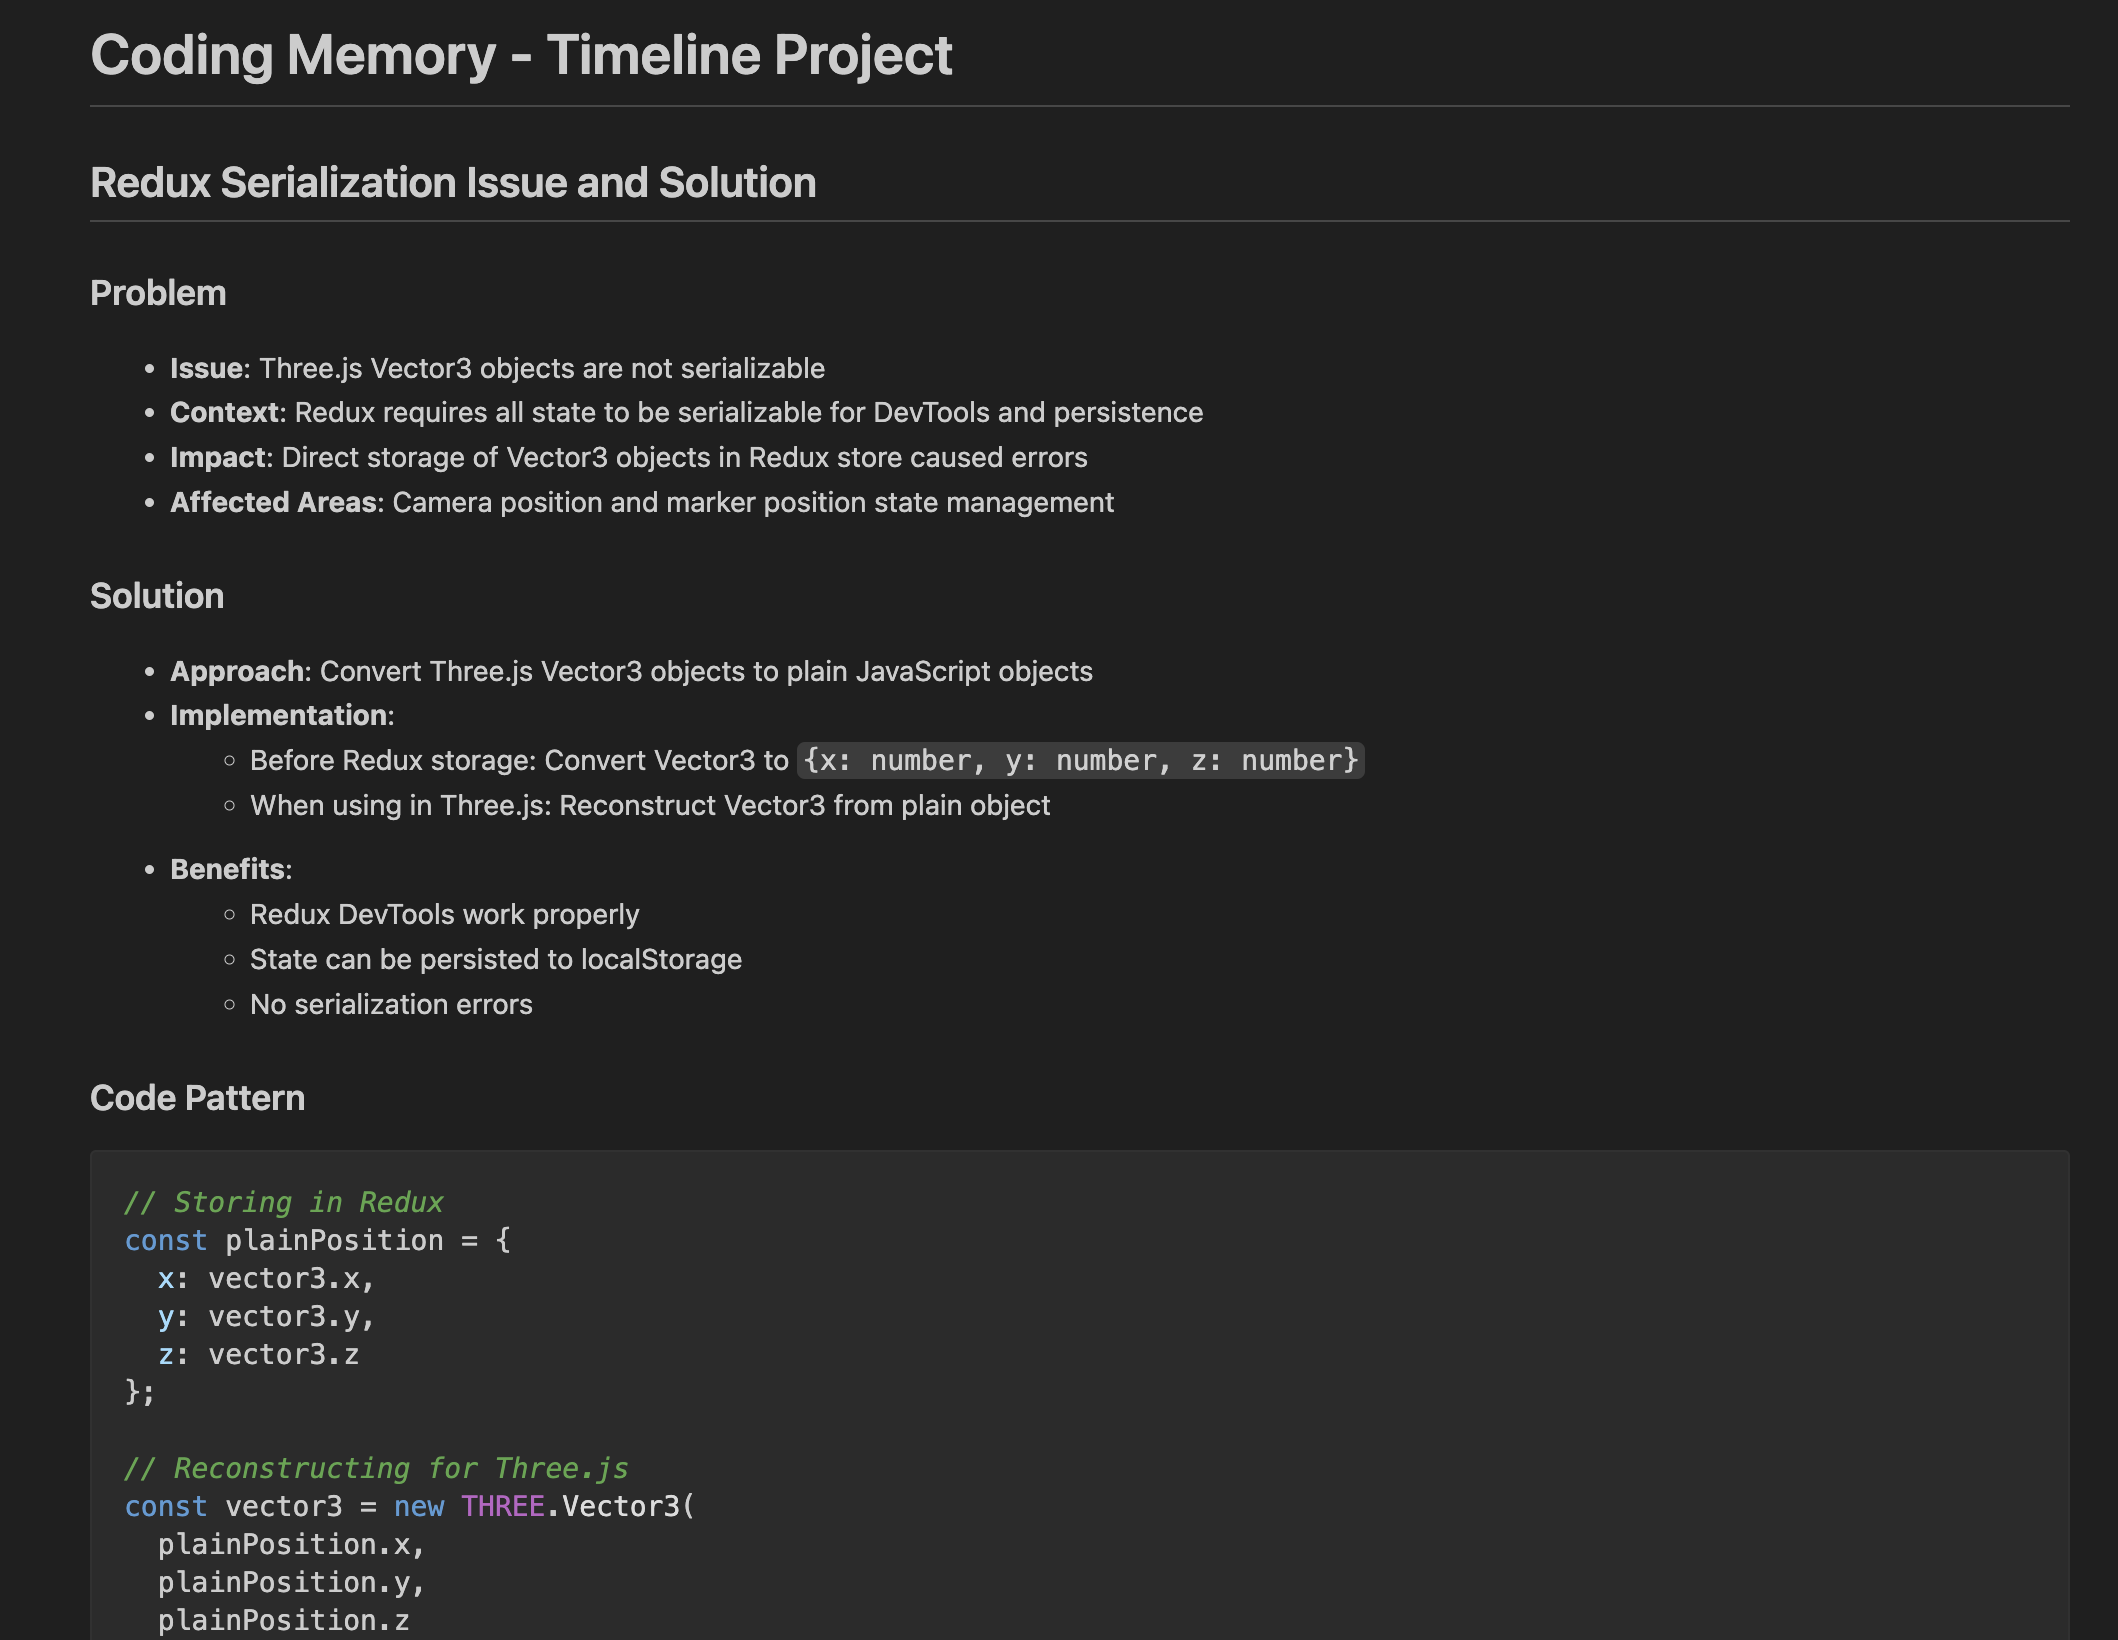 Coding Memory - Timeline Project
Redux Serialization Issue and Solution
Problem
• Issue: Three.js Vector3 objects are not serializable
• Context: Redux requires all state to be serializable for DevTools and persistence
• Impact: Direct storage of Vector3 objects in Redux store caused errors
• Affected Areas: Camera position and marker position state management
Solution
• Approach: Convert Three.js Vector3 objects to plain JavaScript objects
• Implementation:
◦ Before Redux storage: Convert Vector3 to {x: number, y: number, z: number}
◦ When using in Three.js: Reconstruct Vector3 from plain object
• Benefits:
◦ Redux DevTools work properly
◦ State can be persisted to localStorage
◦ No serialization errors
Code Pattern
// Storing in Redux
const plainPosition = {
  x: vector3.x,
  y: vector3.y,
  z: vector3.z
};
// Reconstructing for Three.js
const vector3 = new THREE.Vector3(
  plainPosition.x,
  plainPosition.y,
  plainPosition.z